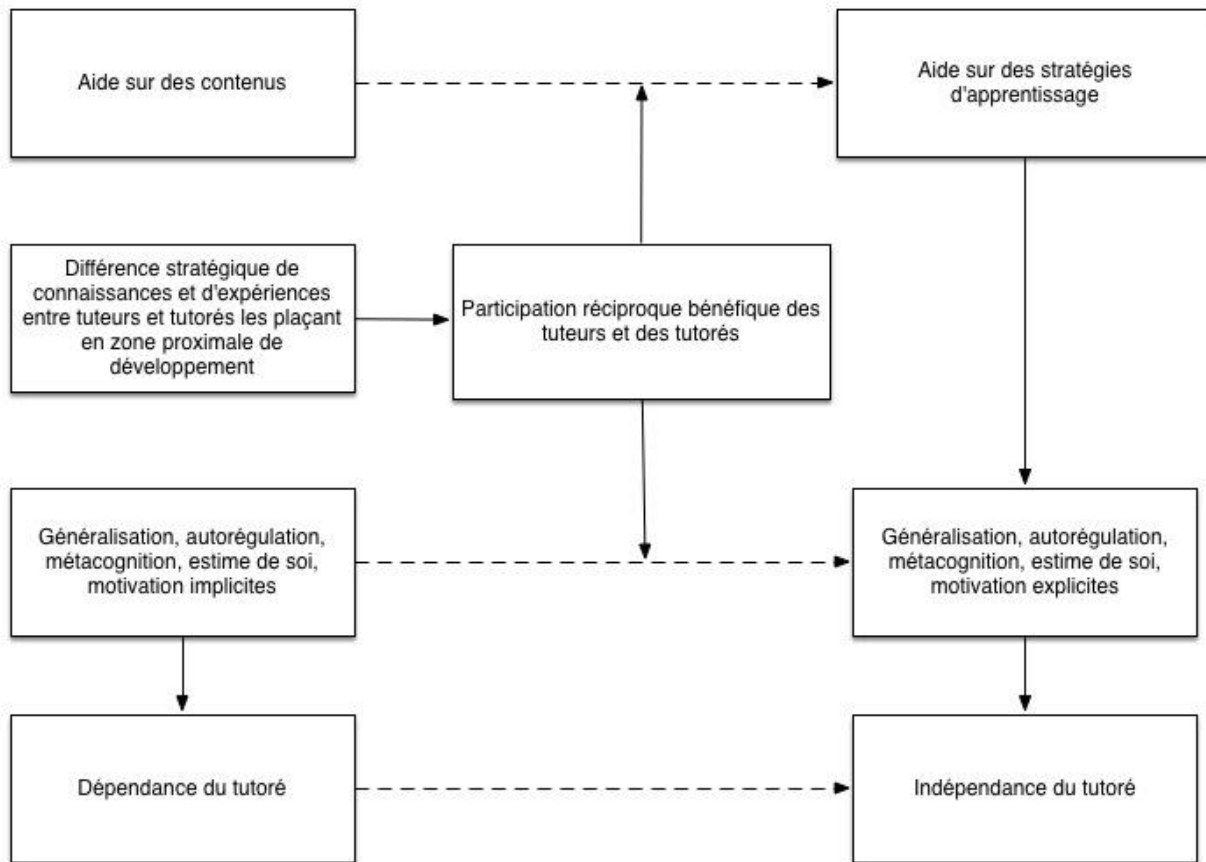 Aide sur des contenus
Aide sur des stratégies
d'apprentissage
Différence stratégique de
connaissances et d'expériences
entre tuteurs et tutorés les plaçant
en zone proximale de
développement
Participation réciproque bénéfique des
tuteurs et des tutorés
Généralisation, autorégulation,
métacognition, estime de soi,
motivation implicites
Généralisation, autorégulation,
métacognition, estime de soi,
motivation explicites
Dépendance du tutoré
Indépendance du tutoré